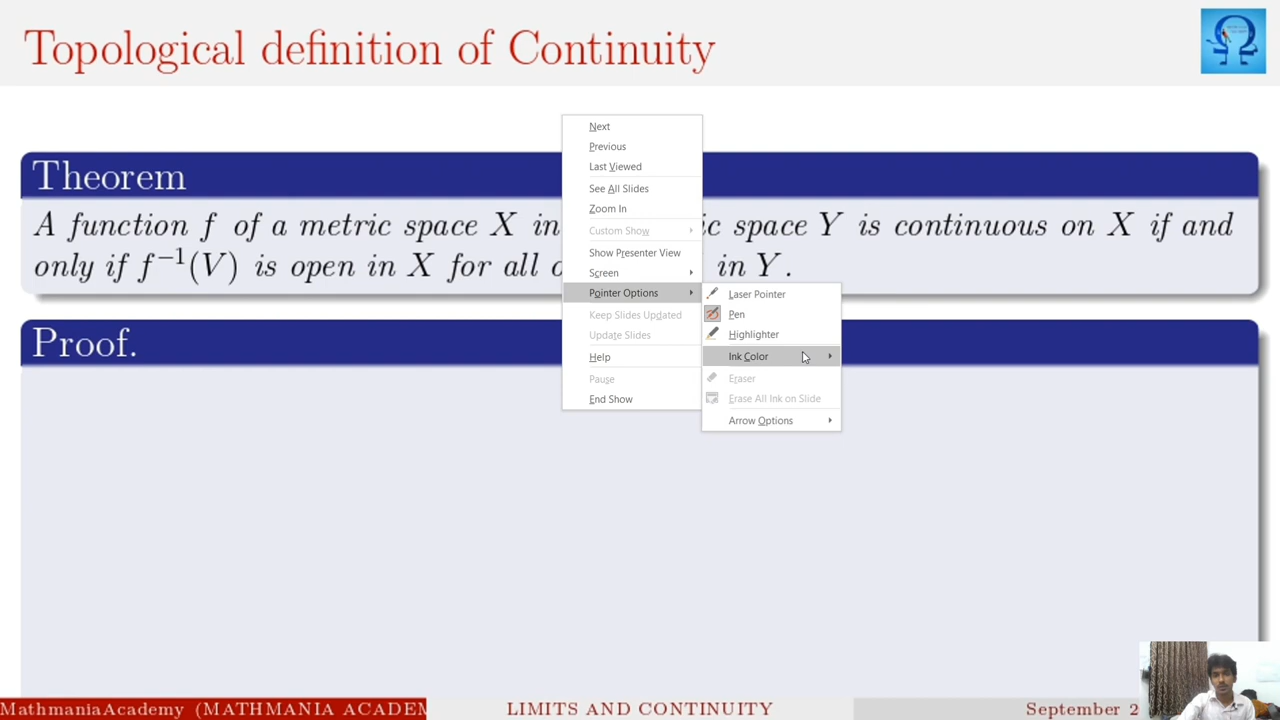 Topological definition of Continuity
Theorem
A function f of a metric space X in ic space Y is continuous on X if and
only if f⁻¹(V) is open in X for all o in Y.
Proof.
Next
Previous
Last Viewed
See All Slides
Zoom In
Custom Show
Show Presenter View
Screen
Pointer Options
Keep Slides Updated
Update Slides
Help
Pause
End Show
Laser Pointer
Pen
Highlighter
Ink Color
Eraser
Erase All Ink on Slide
Arrow Options
MathmaniaAcademy (MATHMANIA ACADEM
LIMITS AND CONTINUITY
September 2